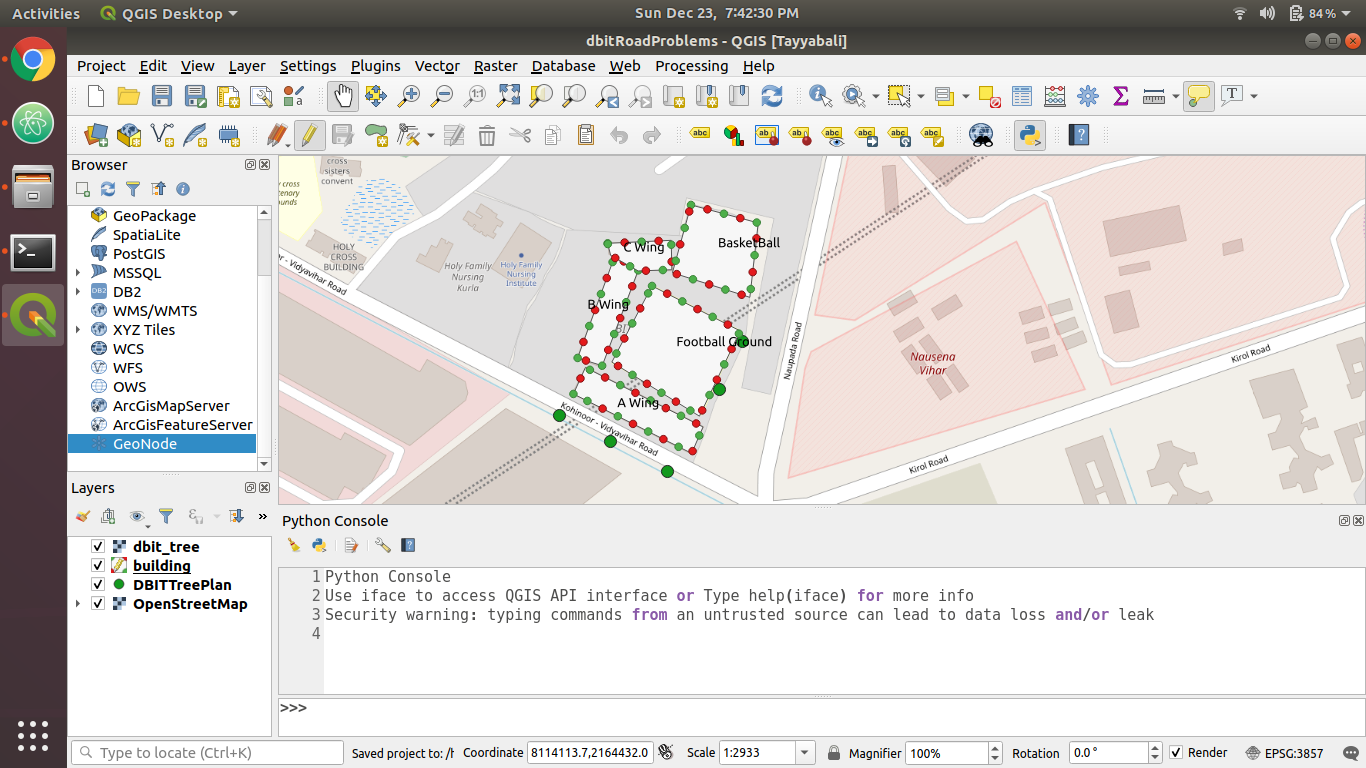 Activities QGIS Desktop Sun Dec 23, 7:42:30 PM 84 %
dbitRoadProblems - QGIS [Tayyabali]
Project Edit View Layer Settings Plugins Vector Raster Database Web Processing Help
Browser
GeoPackage
SpatiaLite
PostGIS
MSSQL
DB2
WMS/WMTS
XYZ Tiles
WCS
WFS
OWS
ArcGisMapServer
ArcGisFeatureServer
GeoNode
Layers
dbit_tree
building
DBITTreePlan
OpenStreetMap
cross
sisters
convent
HOLY
CROSS
BUILDING
Holy Family
Nursing
Kurla
Holy Family
Nursing
Institute
- Vidyavihar Road
C Wing
BasketBall
B Wing
Football Ground
A Wing
Kohinoor - Vidyavihar Road
Naupada Road
Nausena
Vihar
Kirol Road
Kirol Road
Python Console
1 Python Console
2 Use iface to access QGIS API interface or Type help(iface) for more info
3 Security warning: typing commands from an untrusted source can lead to data loss and/or leak
4
>>>
Type to locate (Ctrl+K) Saved project to: /h Coordinate 8114113.7,2164432.0 Scale 1:2933 Magnifier 100% Rotation 0.0 ° Render EPSG:3857